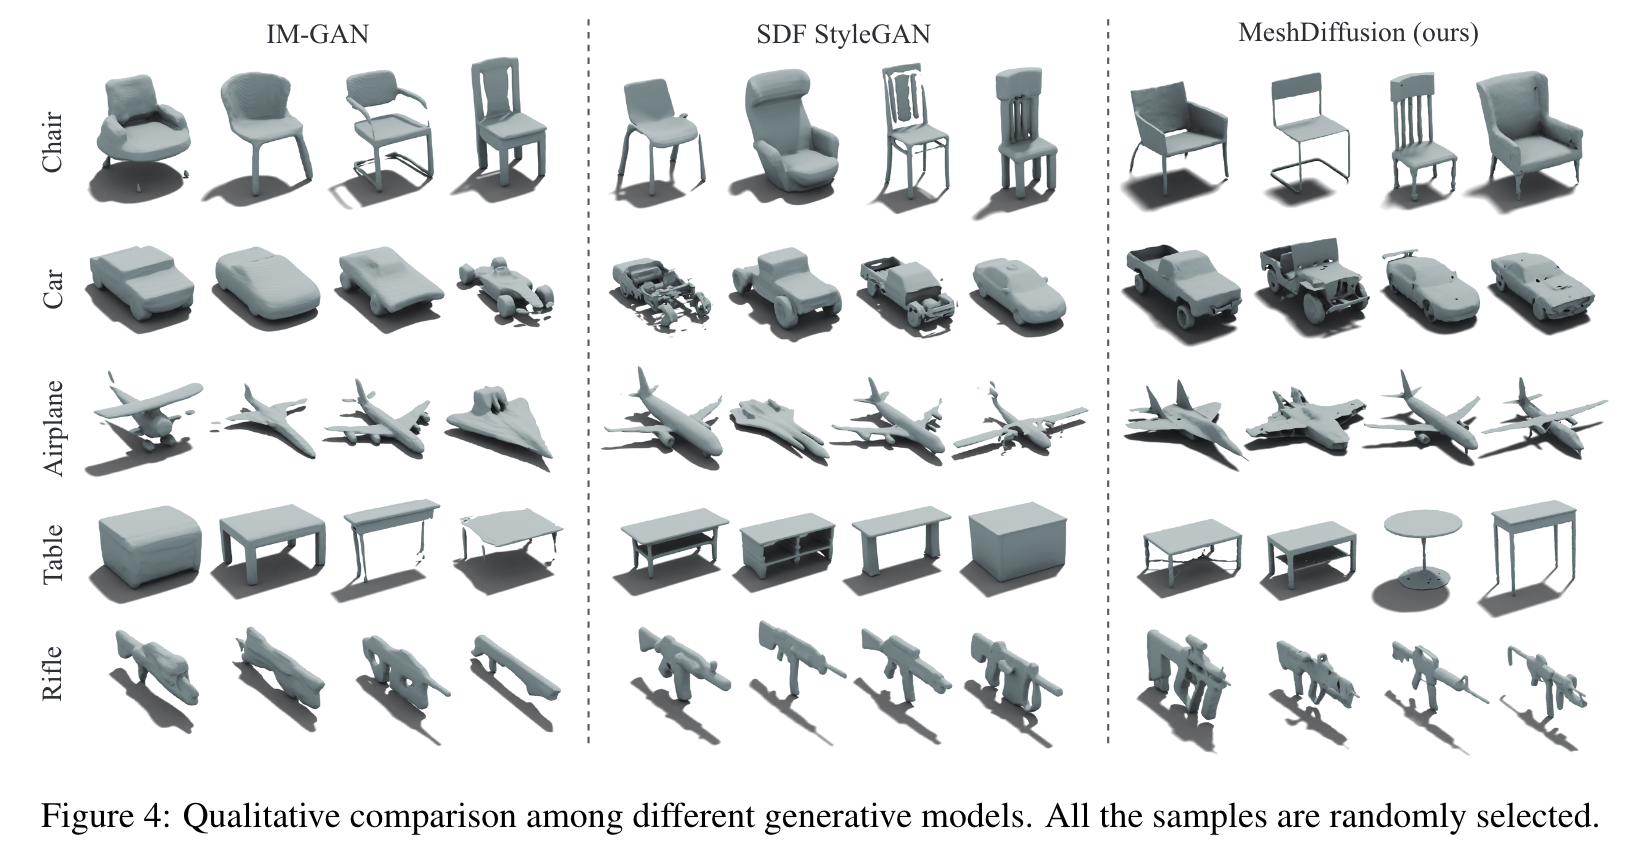 IM-GAN
SDF StyleGAN
MeshDiffusion (ours)
Chair
Car
Airplane
Table
Rifle
Figure 4: Qualitative comparison among different generative models. All the samples are randomly selected.